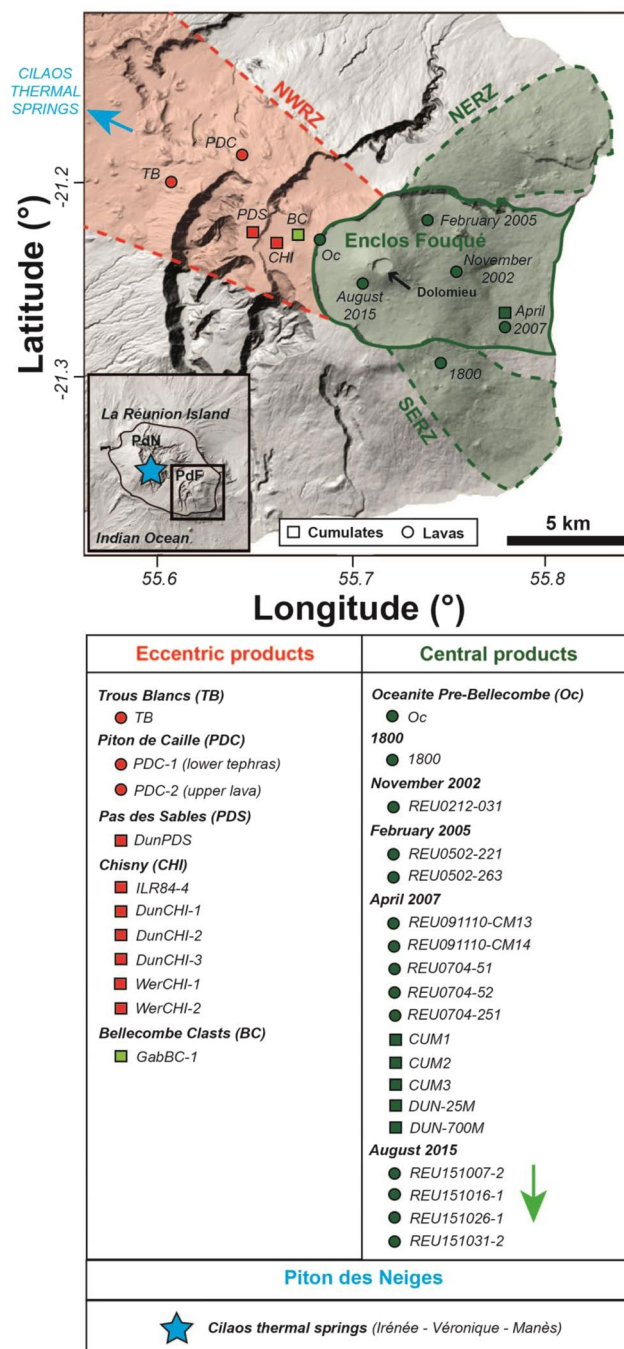 CILAOS
THERMAL
SPRINGS
NWRZ
NERZ
PDC
TB
-21.2
PDS
BC
CHI
Oc
Enclos Fouqué
February 2005
November
2002
August
2015
Dolomieu
April
2007
Latitude (°)
-21.3
1800
SERZ
La Réunion Island
PdN
PdF
Indian Ocean
Cumulates
Lavas
5 km
55.6
55.7
55.8
Longitude (°)
Eccentric products
Trous Blancs (TB)
TB
Piton de Caille (PDC)
PDC-1 (lower tephras)
PDC-2 (upper lava)
Pas des Sables (PDS)
DunPDS
Chisny (CHI)
ILR84-4
DunCHI-1
DunCHI-2
DunCHI-3
WerCHI-1
WerCHI-2
Bellecombe Clasts (BC)
GabBC-1
Central products
Oceanite Pre-Bellecombe (Oc)
Oc
1800
1800
November 2002
REU0212-031
February 2005
REU0502-221
REU0502-263
April 2007
REU091110-CM13
REU091110-CM14
REU0704-51
REU0704-52
REU0704-251
CUM1
CUM2
CUM3
DUN-25M
DUN-700M
August 2015
REU151007-2
REU151016-1
REU151026-1
REU151031-2
Piton des Neiges
Cilaos thermal springs (Irénée - Véronique - Manès)